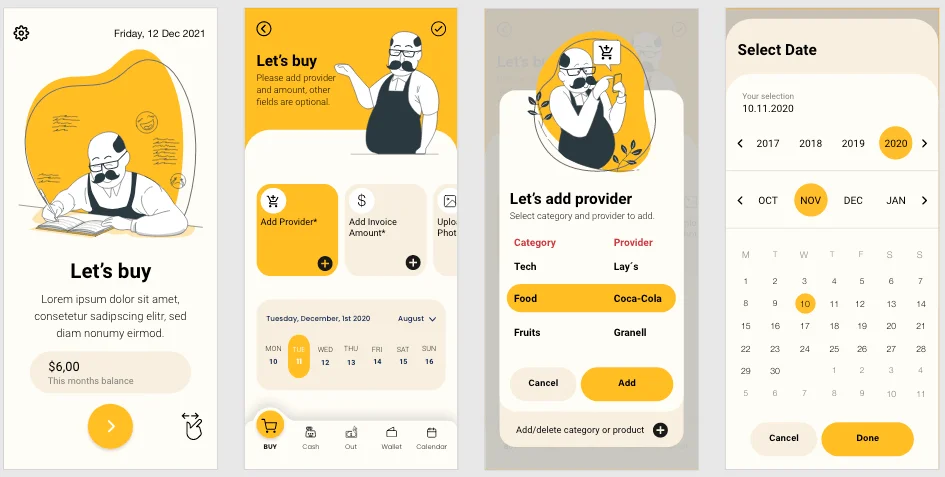 Friday, 12 Dec 2021
Let's buy
Lorem ipsum dolor sit amet,
consetetur sadipscing elitr, sed
diam nonumy eirmod.
$6,00
This months balance
Let's buy
Please add provider
and amount, other
fields are optional.
Add Provider*
$
Add Invoice
Amount*
Uploa
Phot
Tuesday, December, 1st 2020
August
MON TUE WED THU FRI SAT SUN
10 11 12 13 14 15 16
BUY Cash Out Wallet Calendar
Let's add provider
Select category and provider to add.
Category Provider
Tech Lay´s
Food Coca-Cola
Fruits Granell
Cancel Add
Add/delete category or product
Select Date
Your selection
10.11.2020
2017 2018 2019 2020
OCT NOV DEC JAN
M T W T F S S
1 2 3 4 5 6 7
8 9 10 11 12 13 14
15 16 17 18 19 20 21
22 23 24 25 26 27 28
29 30 1 2 3 4
5 6 7 8 9 10 11
Cancel Done